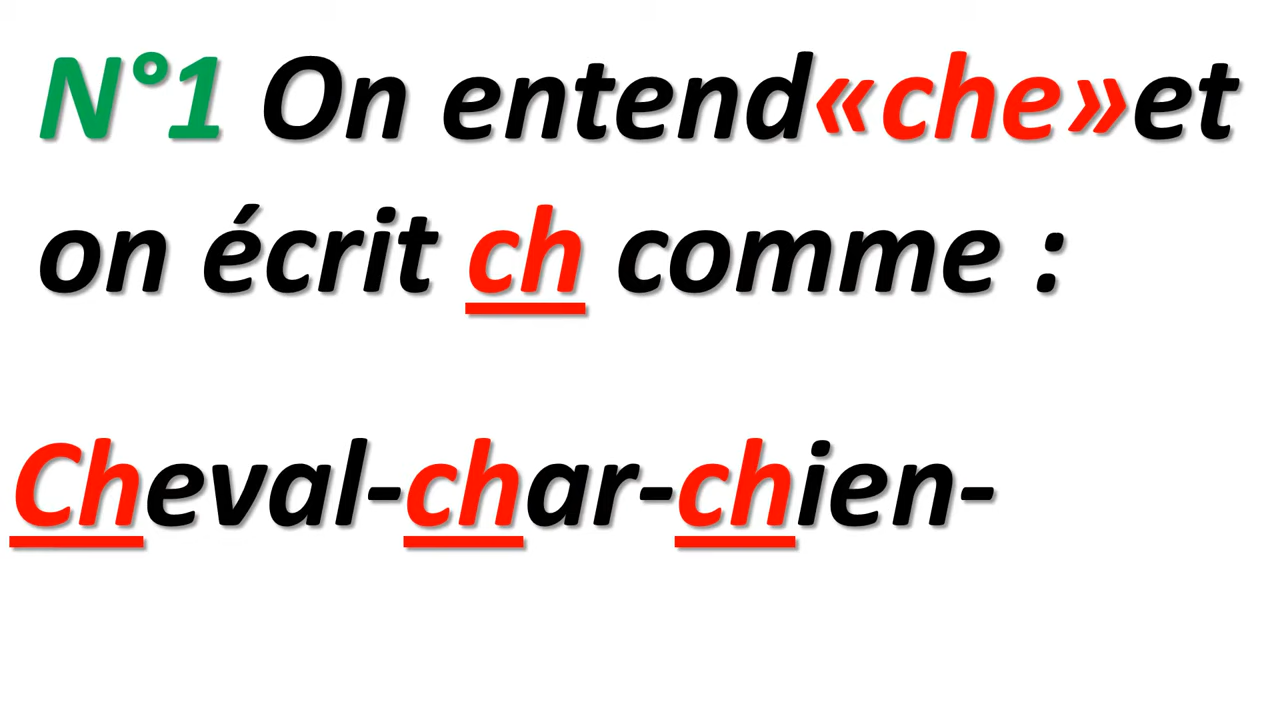 N°1 On entend«che»et
on écrit ch comme :
Cheval-char-chien-